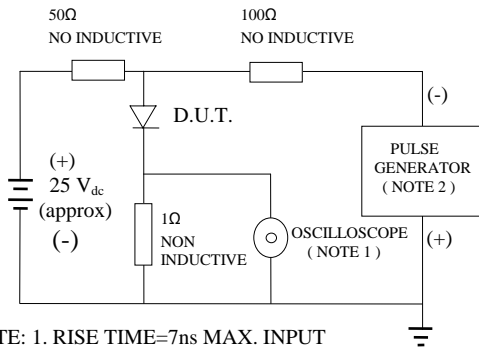 50Ω
NO INDUCTIVE
100Ω
NO INDUCTIVE
(-)
D.U.T.
PULSE
GENERATOR
( NOTE 2 )
(+)
25 Vdc
(approx)
(-)
1Ω
NON
INDUCTIVE
OSCILLOSCOPE
( NOTE 1 )
(+)
TE: 1. RISE TIME=7ns MAX. INPUT